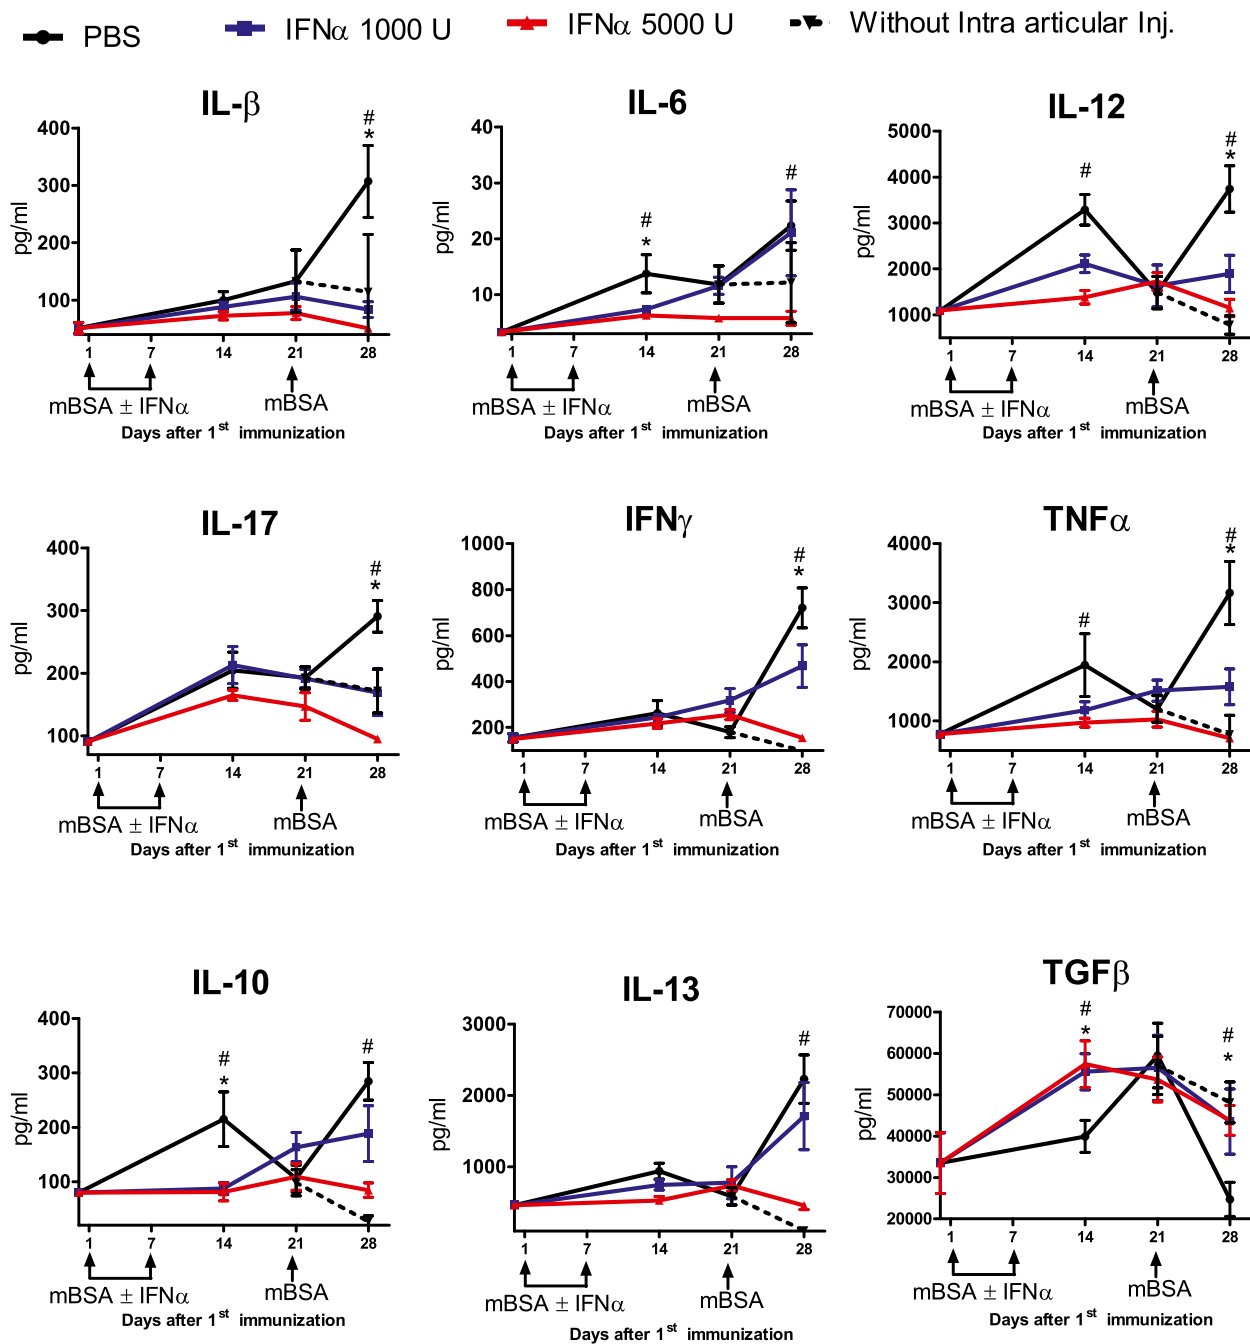 PBS IFNα 1000 U IFNα 5000 U Without Intra articular Inj.
IL-β
400
300
200
100
pg/ml
#
*
1 7 14 21 28
mBSA ± IFNα mBSA
Days after 1st immunization
IL-6
40
30
20
10
pg/ml
#
*
#
1 7 14 21 28
mBSA ± IFNα mBSA
Days after 1st immunization
IL-12
5000
4000
3000
2000
1000
pg/ml
#
#
*
1 7 14 21 28
mBSA ± IFNα mBSA
Days after 1st immunization
IL-17
400
300
200
100
pg/ml
#
*
1 7 14 21 28
mBSA ± IFNα mBSA
Days after 1st immunization
IFNγ
1000
800
600
400
200
pg/ml
#
*
1 7 14 21 28
mBSA ± IFNα mBSA
Days after 1st immunization
TNFα
4000
3000
2000
1000
pg/ml
#
#
*
1 7 14 21 28
mBSA ± IFNα mBSA
Days after 1st immunization
IL-10
400
300
200
100
pg/ml
#
*
#
1 7 14 21 28
mBSA ± IFNα mBSA
Days after 1st immunization
IL-13
3000
2000
1000
pg/ml
#
1 7 14 21 28
mBSA ± IFNα mBSA
Days after 1st immunization
TGFβ
70000
60000
50000
40000
30000
20000
pg/ml
#
*
#
*
1 7 14 21 28
mBSA ± IFNα mBSA
Days after 1st immunization